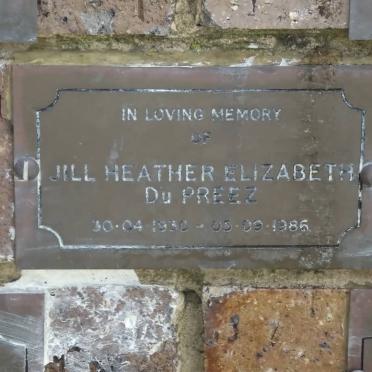 IN LOVING MEMORY
OF
JILL HEATHER ELIZABETH
Du PREEZ
30·04·1930 - 05·09·1986